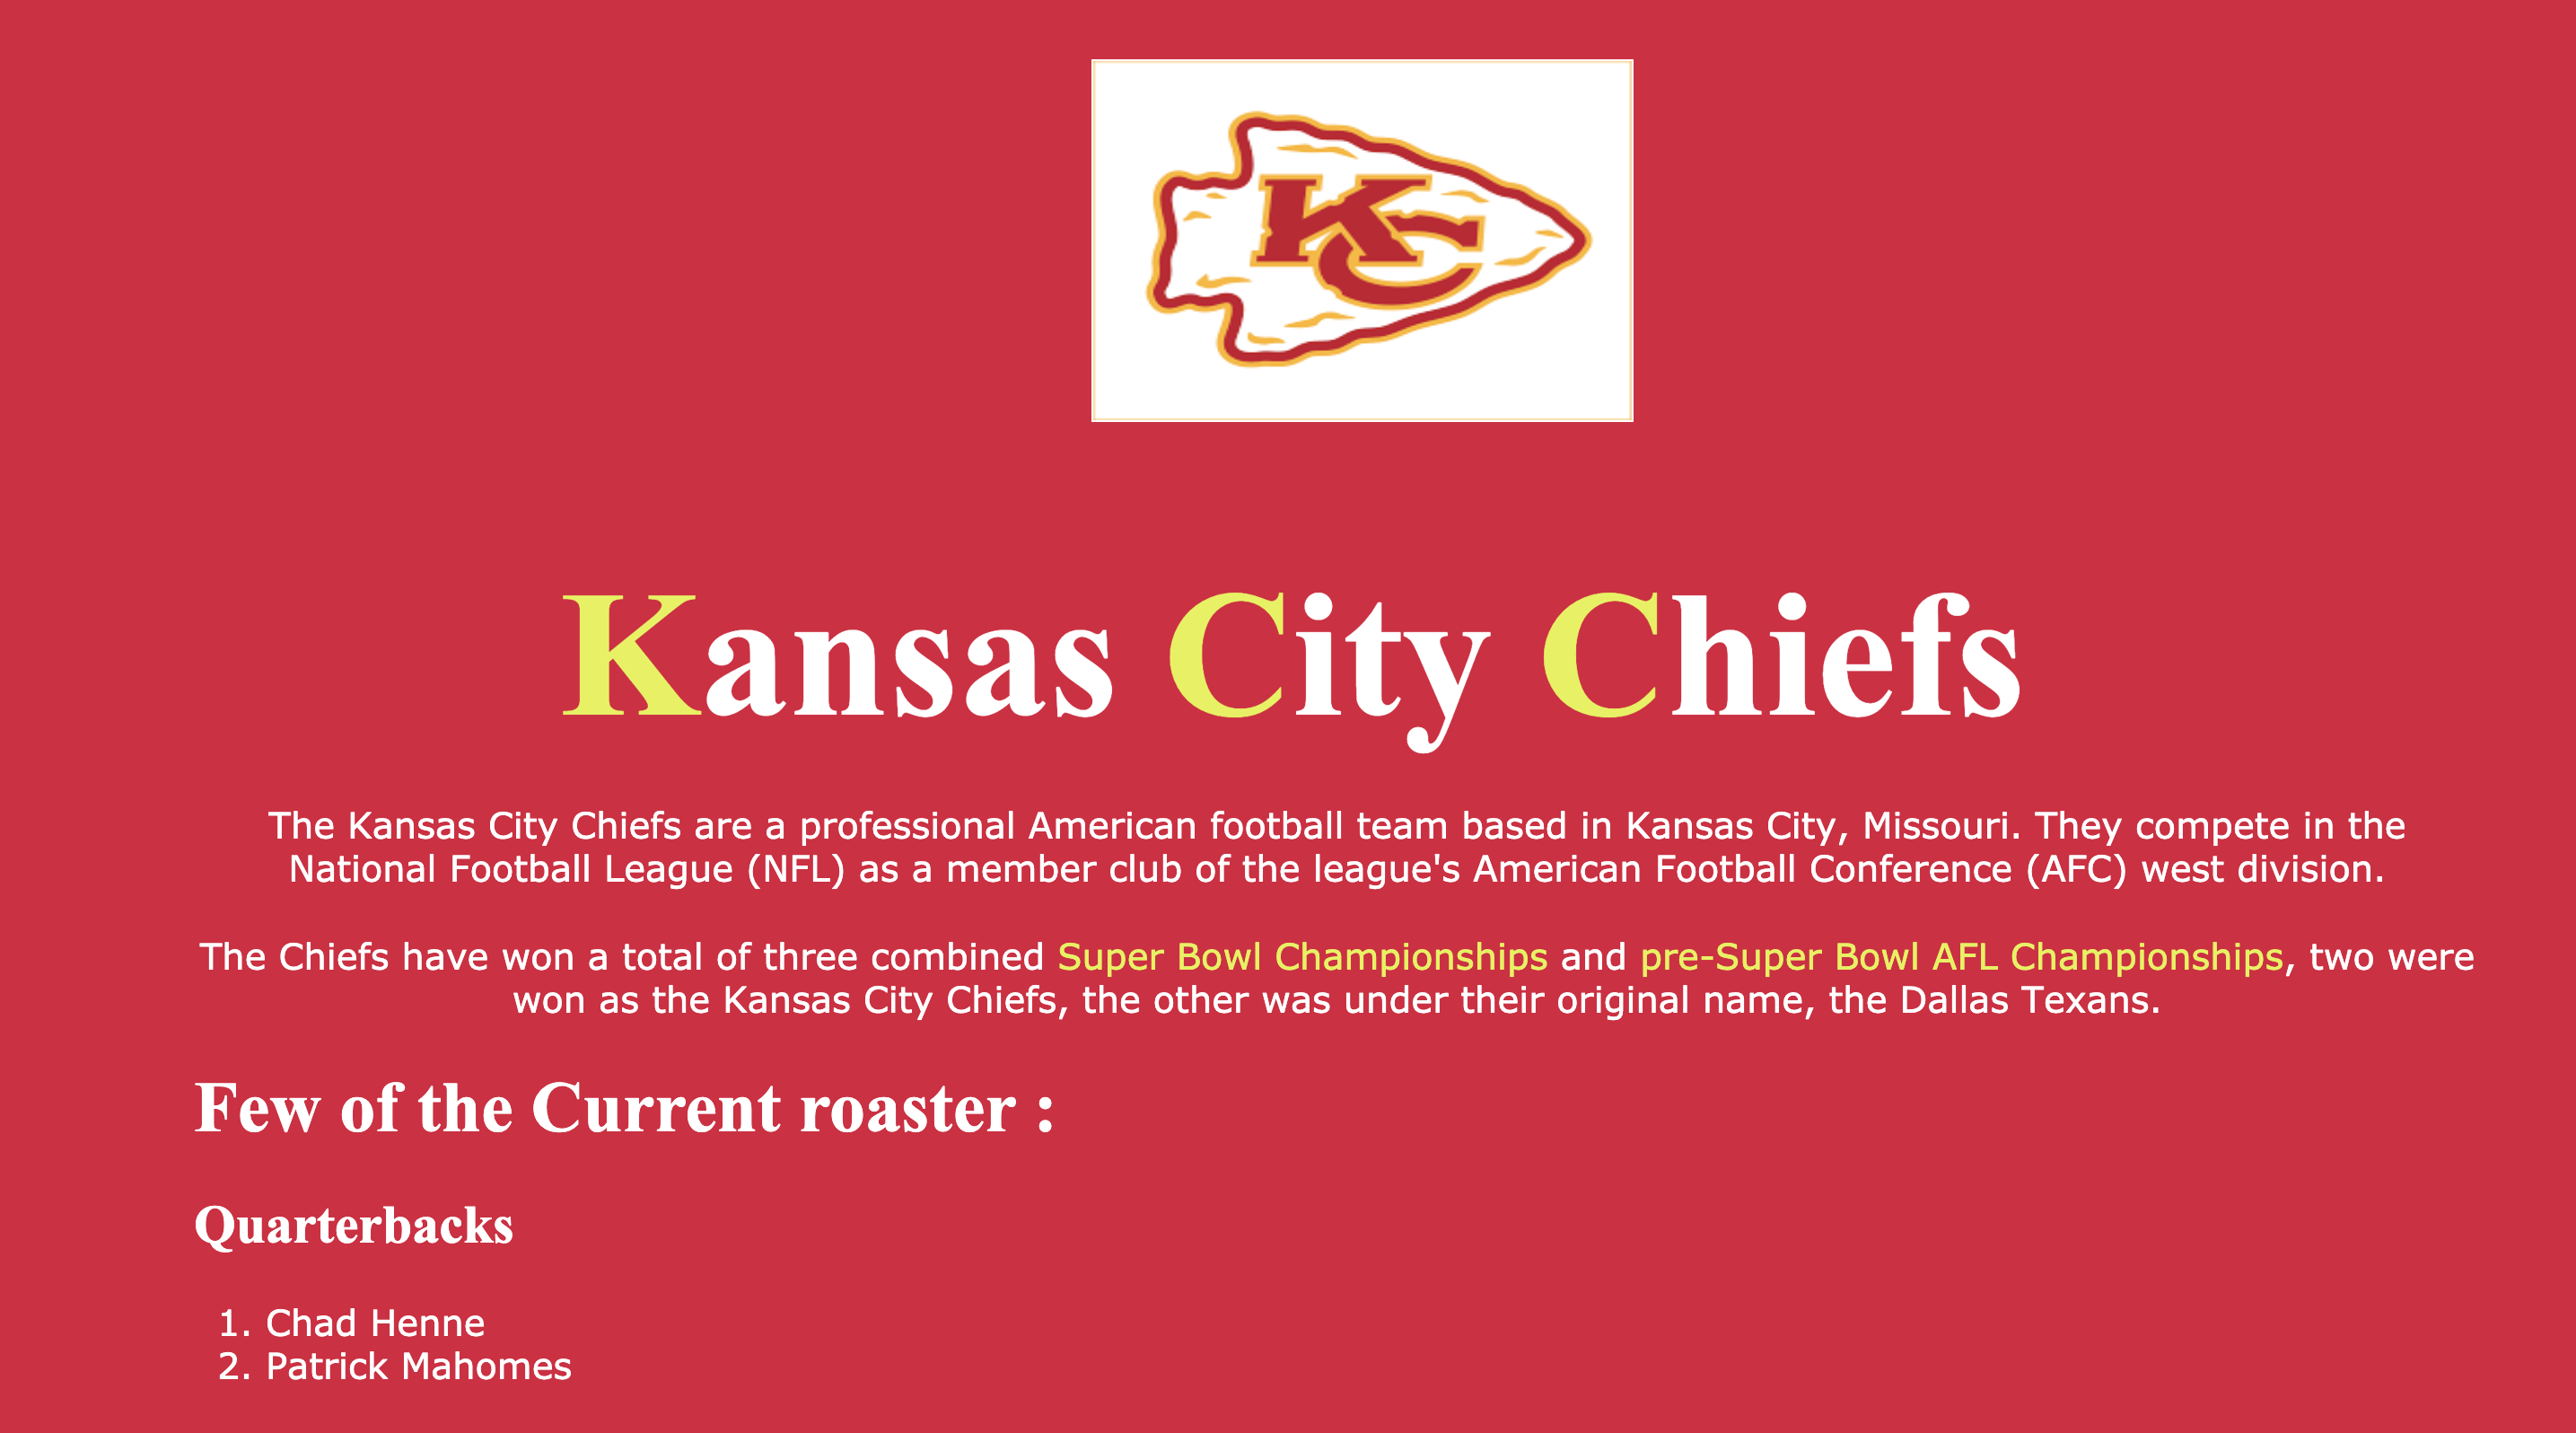 KC
Kansas City Chiefs
The Kansas City Chiefs are a professional American football team based in Kansas City, Missouri. They compete in the
National Football League (NFL) as a member club of the league's American Football Conference (AFC) west division.
The Chiefs have won a total of three combined Super Bowl Championships and pre-Super Bowl AFL Championships, two were
won as the Kansas City Chiefs, the other was under their original name, the Dallas Texans.
Few of the Current roaster :
Quarterbacks
1. Chad Henne
2. Patrick Mahomes